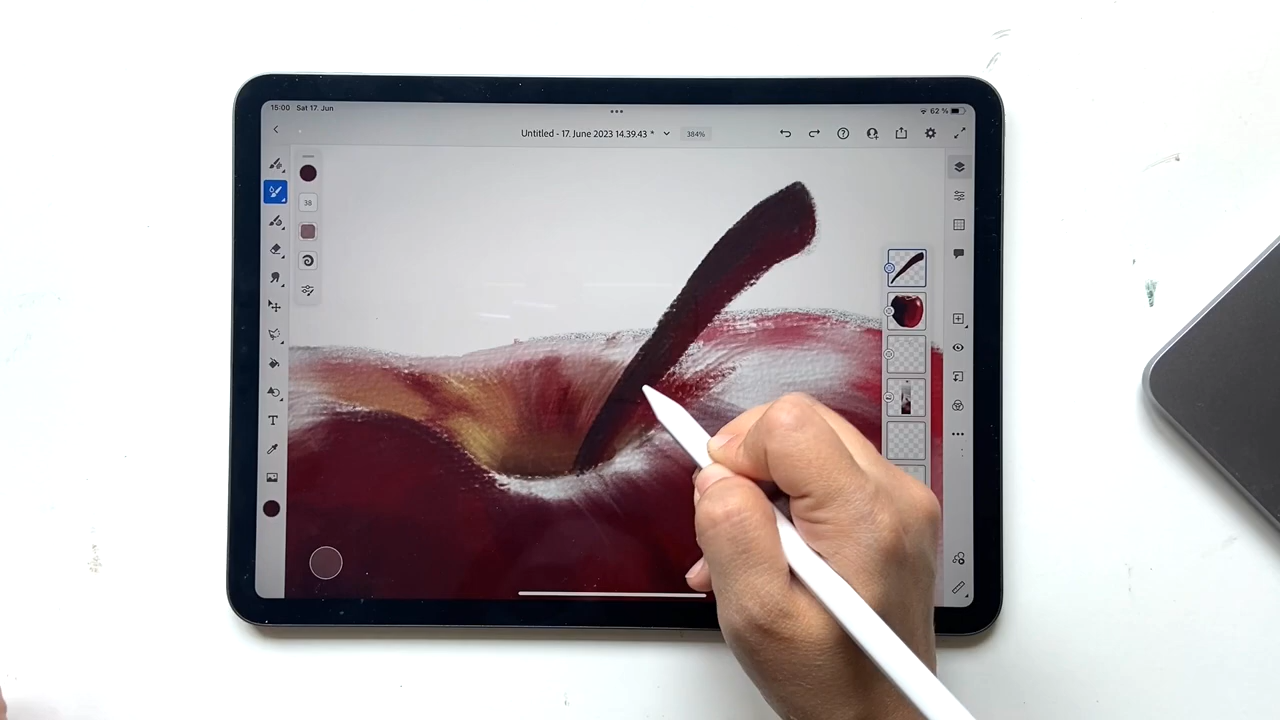 15:00 Sat 17. Jun
62 %
Untitled - 17. June 2023 14.39.43 *
384%
38
T